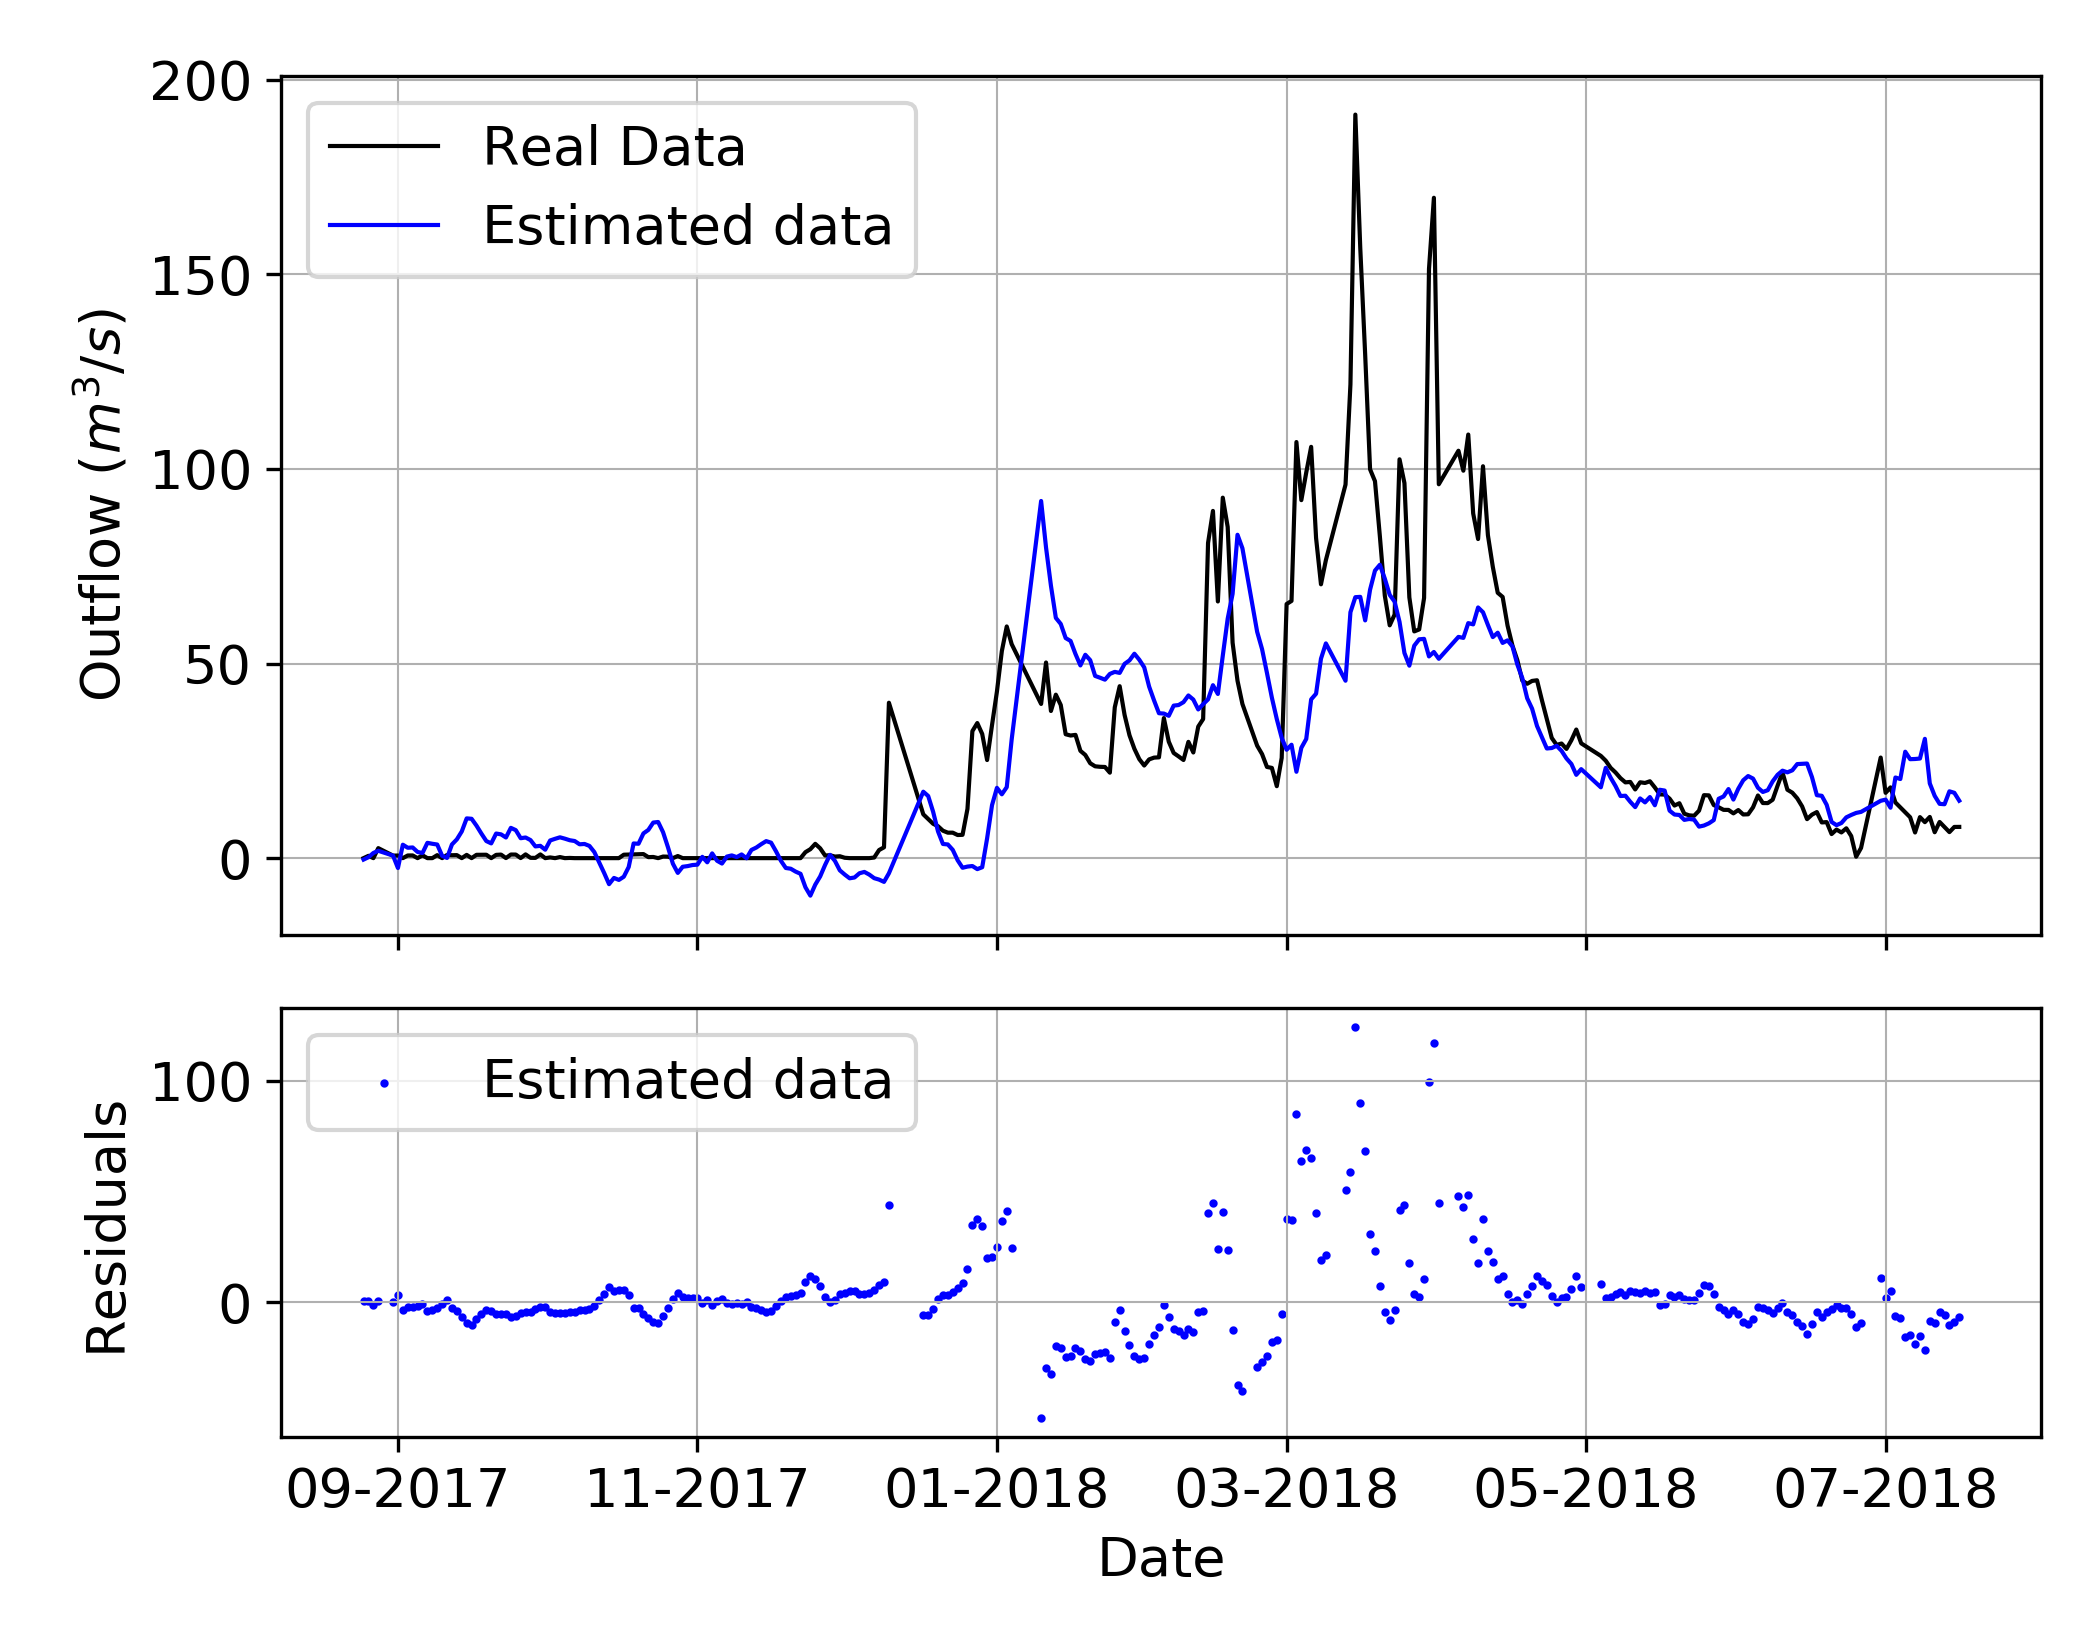 200
150
100
50
0
Outflow (m³/s)
Real Data
Estimated data
100
0
Residuals
Estimated data
09-2017 11-2017 01-2018 03-2018 05-2018 07-2018
Date